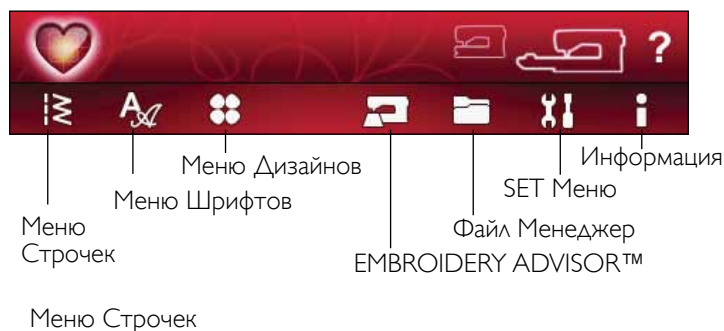 ?
Меню Дизайнов
Информация
Меню Шрифтов
SET Меню
Меню
Строчек
Файл Менеджер
EMBROIDERY ADVISOR™
Меню Строчек